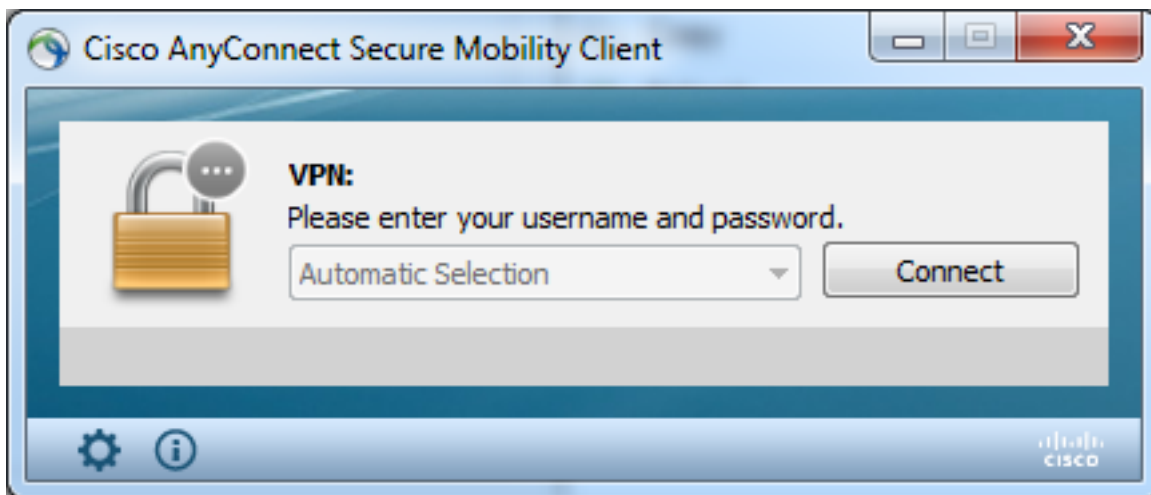 Cisco AnyConnect Secure Mobility Client
VPN:
Please enter your username and password.
Automatic Selection
Connect
CISCO